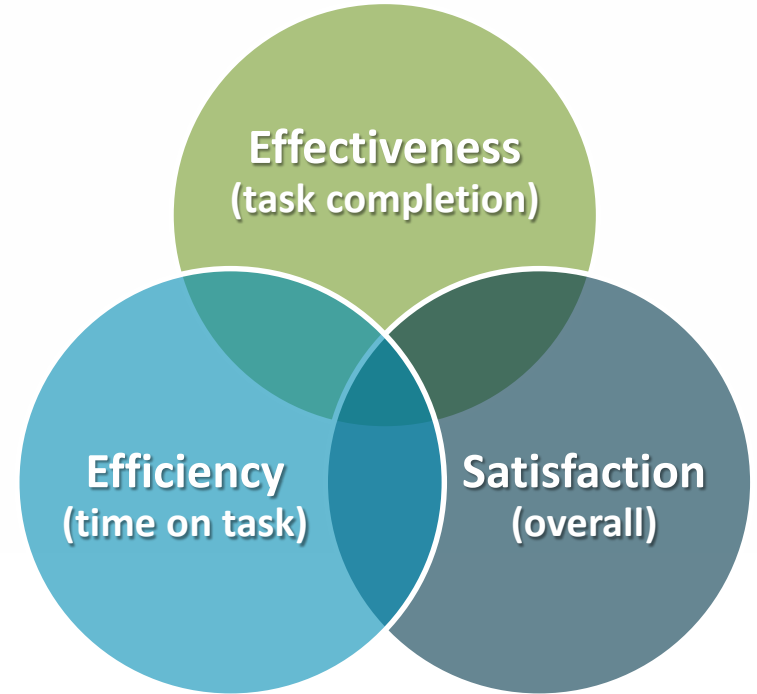 Effectiveness
(task completion)
Efficiency
(time on task)
Satisfaction
(overall)